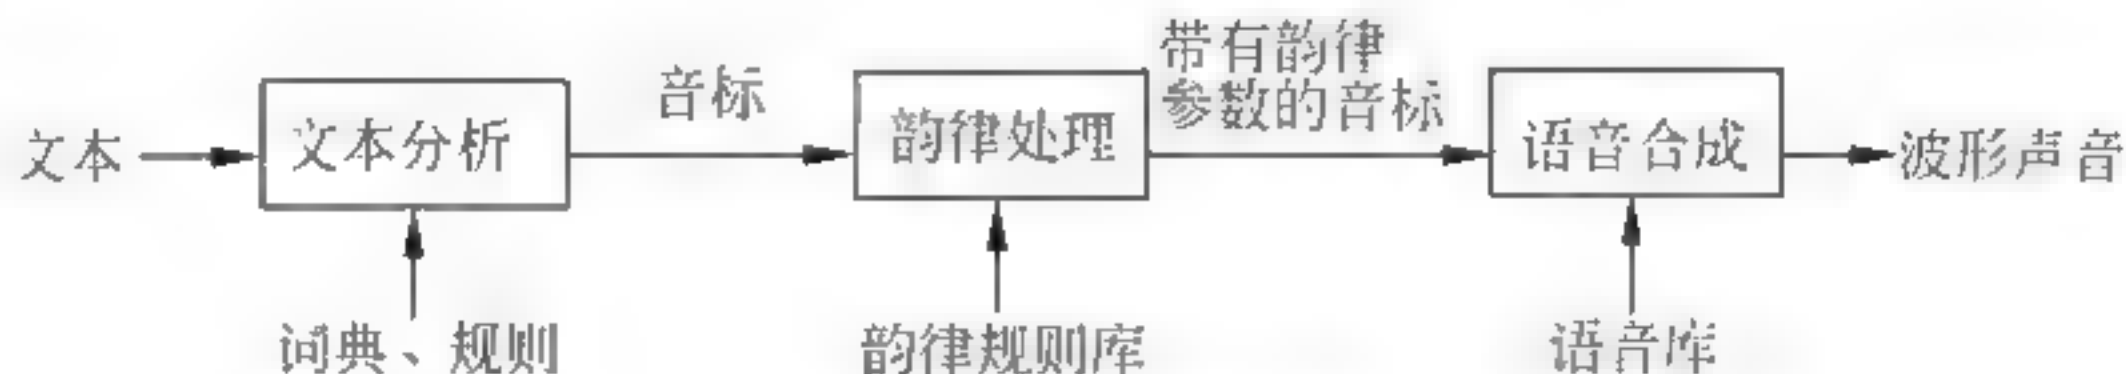 文本
文本分析
音标
韵律处理
带有韵律
参数的音标
语音合成
波形声音
词典、规则
韵律规则库
语音库